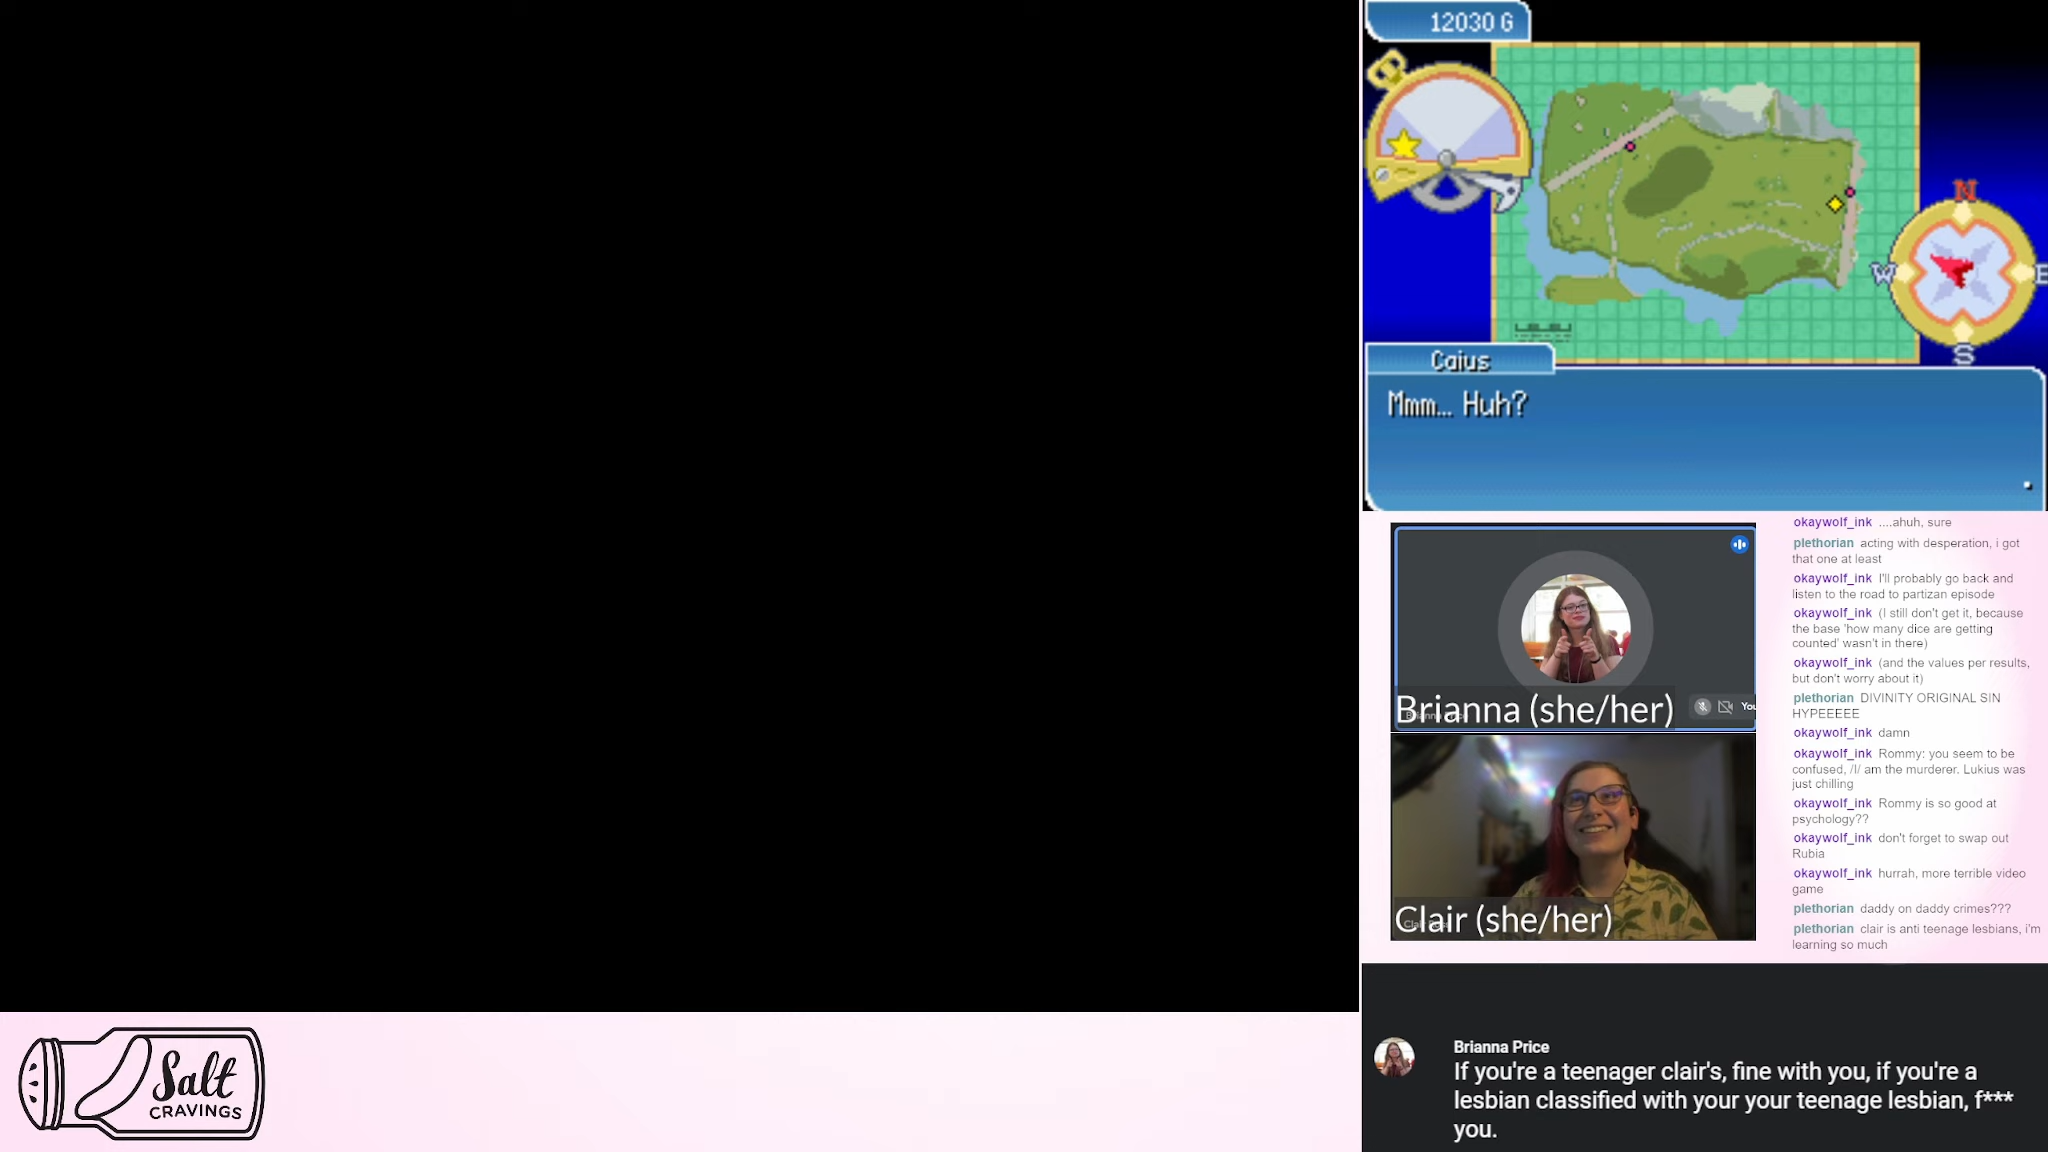 12030 G
N
W
E
S
Caius
Mmm... Huh?
okaywolf_ink ....ahuh, sure
plethorian acting with desperation, i got
that one at least
okaywolf_ink I'll probably go back and
listen to the road to partizan episode
okaywolf_ink (I still don't get it, because
the base 'how many dice are getting
counted' wasn't in there)
okaywolf_ink (and the values per results,
but don't worry about it)
plethorian DIVINITY ORIGINAL SIN
HYPEEEEE
okaywolf_ink damn
okaywolf_ink Rommy: you seem to be
confused, /I/ am the murderer. Lukius was
just chilling
okaywolf_ink Rommy is so good at
psychology??
okaywolf_ink don't forget to swap out
Rubia
okaywolf_ink hurrah, more terrible video
game
plethorian daddy on daddy crimes???
plethorian clair is anti teenage lesbians, i'm
learning so much
Brianna (she/her)
You
Clair (she/her)
Salt
CRAVINGS
Brianna Price
If you're a teenager clair's, fine with you, if you're a
lesbian classified with your your teenage lesbian, f***
you.